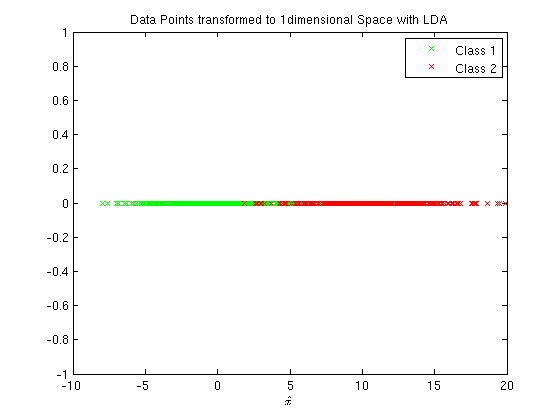 Data Points transformed to 1dimensional Space with LDA
1
0.8
0.6
0.4
0.2
0
-0.2
-0.4
-0.6
-0.8
-1
Class 1
Class 2
-10 -5 0 5 10 15 20
x̂